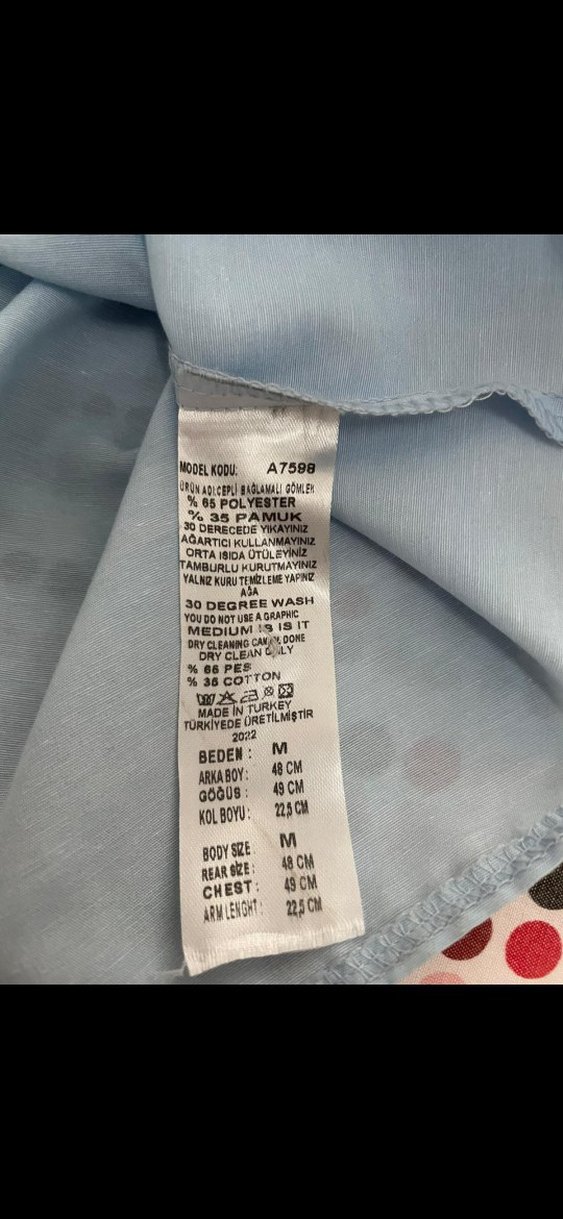 MODEL KODU: A7598
ÜRÜN ADI:CEPLİ BAĞLAMALI GÖMLEK
% 65 POLYESTER
% 35 PAMUK
30 DERECEDE YIKAYINIZ
AĞARTICI KULLANMAYINIZ
ORTA ISIDA ÜTÜLEYİNİZ
TAMBURLU KURUTMAYINIZ
YALNIZ KURU TEMİZLEME YAPINIZ
AĞA
30 DEGREE WASH
YOU DO NOT USE A GRAPHIC
MEDIUM IS IS IT
DRY CLEANING DONE
DRY CLEAN ONLY
% 65 PES
% 35 COTTON
MADE IN TURKEY
TÜRKİYEDE ÜRETİLMİŞTİR
2022
BEDEN : M
ARKA BOY : 48 CM
GÖĞÜS : 49 CM
KOL BOYU : 22,5 CM
BODY SIZE : M
REAR SİZE : 48 CM
CHEST : 49 CM
ARM LENGHT : 22,5 CM